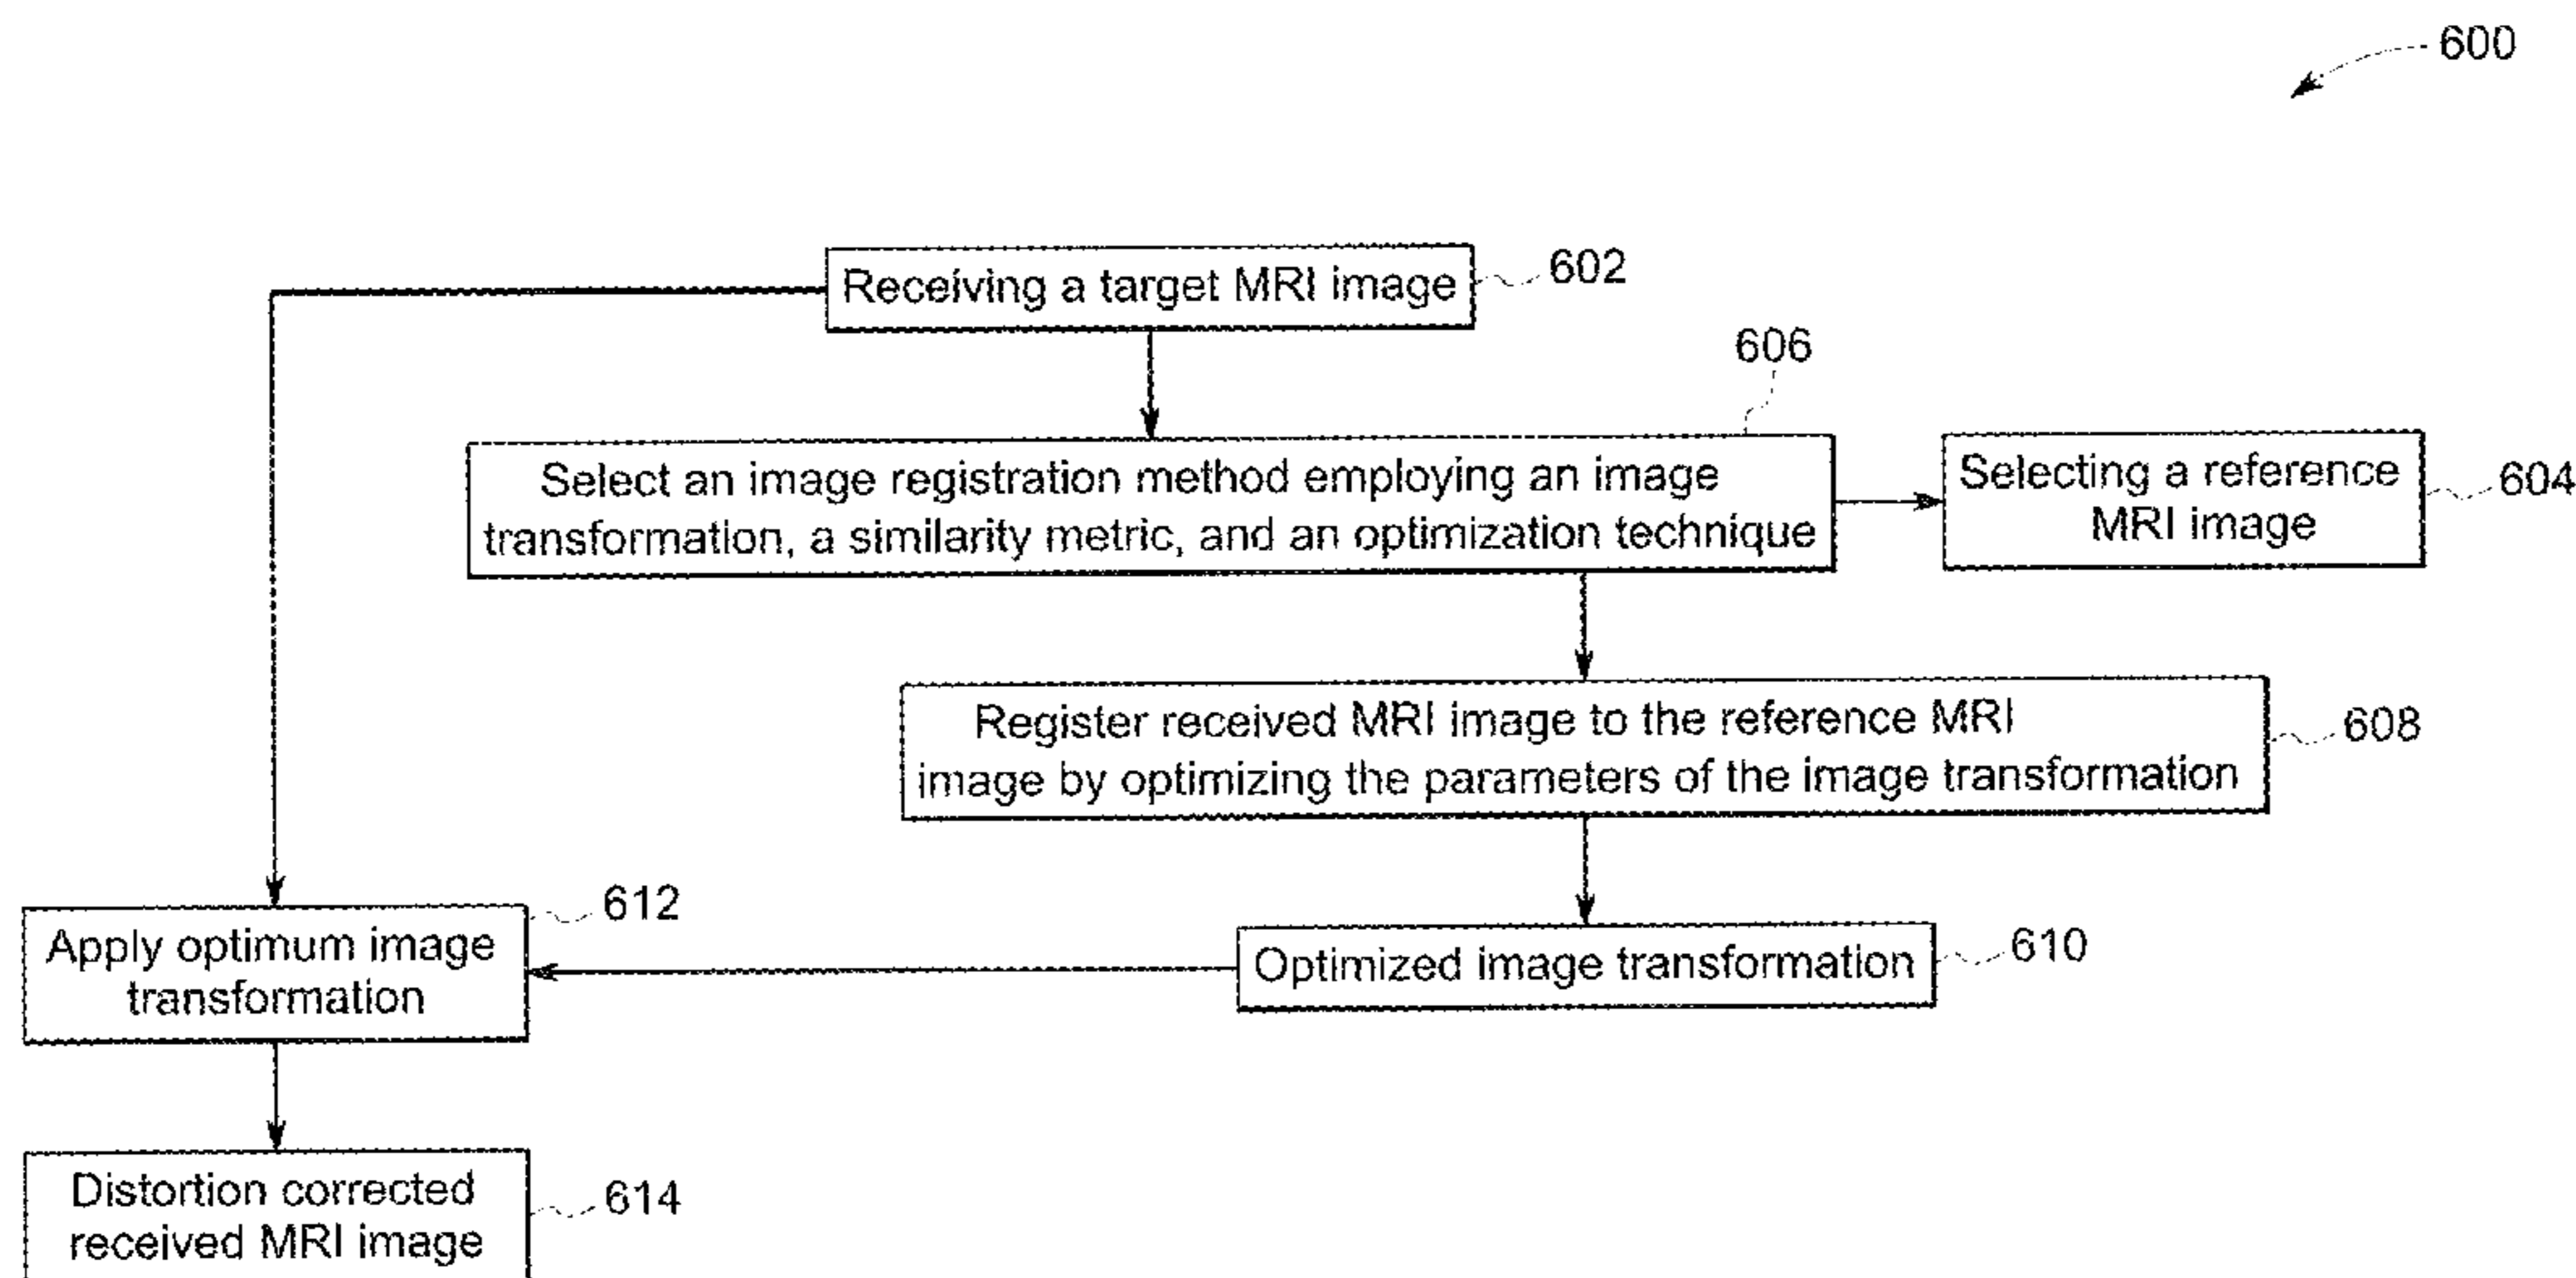 600
Receiving a target MRI image
602
606
Select an image registration method employing an image
transformation, a similarity metric, and an optimization technique
Selecting a reference
MRI image
604
Register received MRI image to the reference MRI
image by optimizing the parameters of the image transformation
608
612
Apply optimum image
transformation
Optimized image transformation
610
Distortion corrected
received MRI image
614